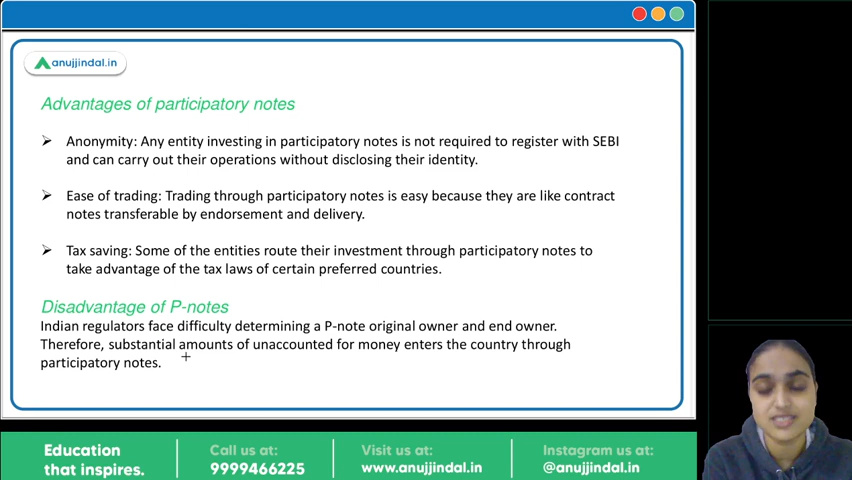 anujjindal.in
Advantages of participatory notes
Anonymity: Any entity investing in participatory notes is not required to register with SEBI
and can carry out their operations without disclosing their identity.
Ease of trading: Trading through participatory notes is easy because they are like contract
notes transferable by endorsement and delivery.
Tax saving: Some of the entities route their investment through participatory notes to
take advantage of the tax laws of certain preferred countries.
Disadvantage of P-notes
Indian regulators face difficulty determining a P-note original owner and end owner.
Therefore, substantial amounts of unaccounted for money enters the country through
participatory notes.
Education
that inspires.
Call us at:
9999466225
Visit us at:
www.anujjindal.in
Instagram us at:
@anujjindal.in